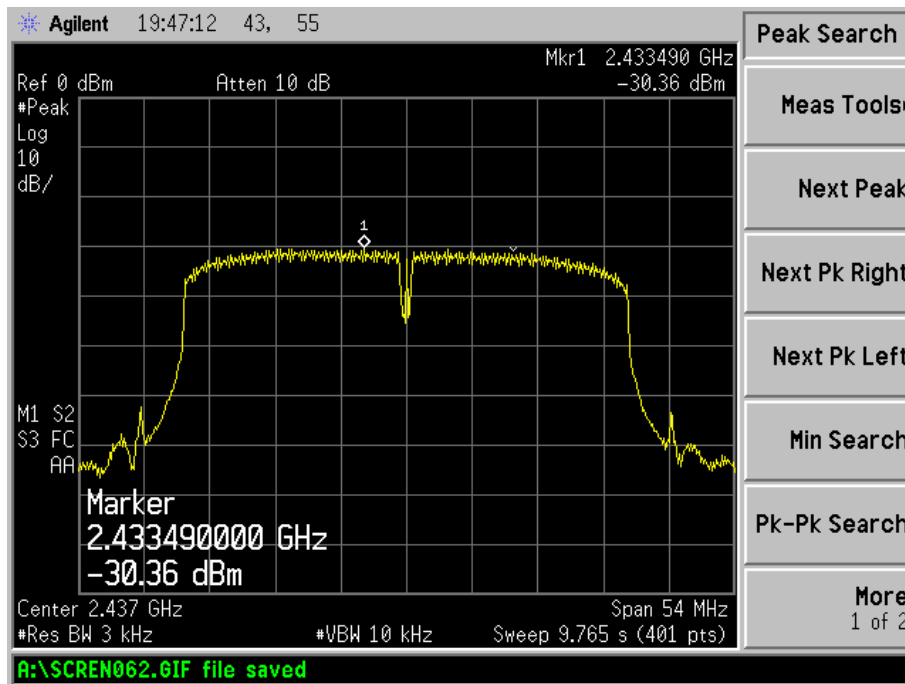 Agilent 19:47:12 43, 55
Peak Search
Mkr1 2.433490 GHz
Ref 0 dBm Atten 10 dB -30.36 dBm
#Peak
Log
10
dB/
Meas Tools
Next Peak
1
Next Pk Right
Next Pk Left
M1 S2
S3 FC
AA
Min Search
Marker
2.433490000 GHz
-30.36 dBm
Pk-Pk Search
Center 2.437 GHz Span 54 MHz
#Res BW 3 kHz #VBW 10 kHz Sweep 9.765 s (401 pts)
More
1 of 2
A:\SCREN062.GIF file saved